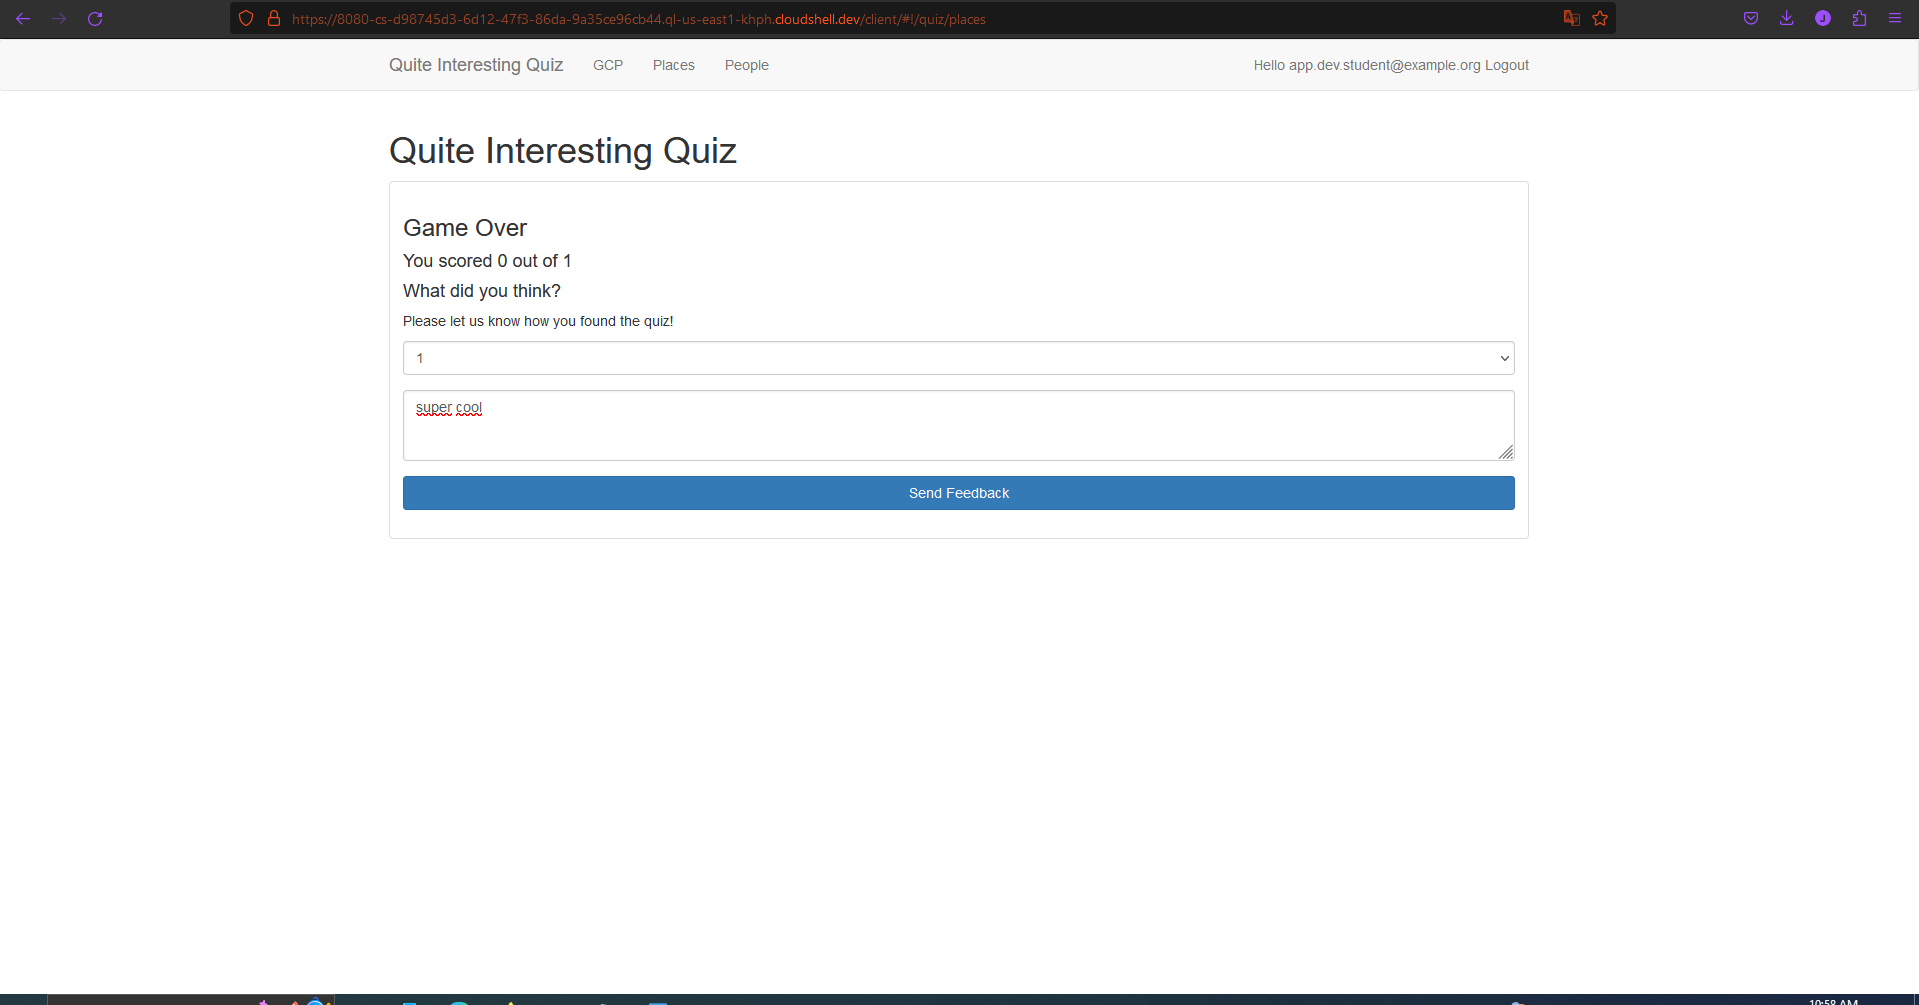 https://8080-cs-d98745d3-6d12-47f3-86da-9a35ce96cb44.ql-us-east1-khph.cloudshell.dev/client/#!/quiz/places
Quite Interesting Quiz GCP Places People Hello app.dev.student@example.org Logout
Quite Interesting Quiz
Game Over
You scored 0 out of 1
What did you think?
Please let us know how you found the quiz!
1
super cool
Send Feedback
10:58 AM